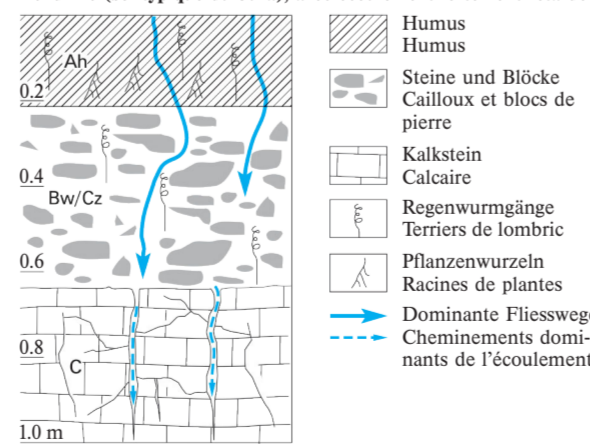 Ah
0.2
0.4
Bw/Cz
0.6
0.8
C
1.0 m
Humus
Humus
Steine und Blöcke
Cailloux et blocs de
pierre
Kalkstein
Calcaire
Regenwurmgänge
Terriers de lombric
Pflanzenwurzeln
Racines de plantes
Dominante Fliesswege
Cheminements domi-
nants de l'écoulement